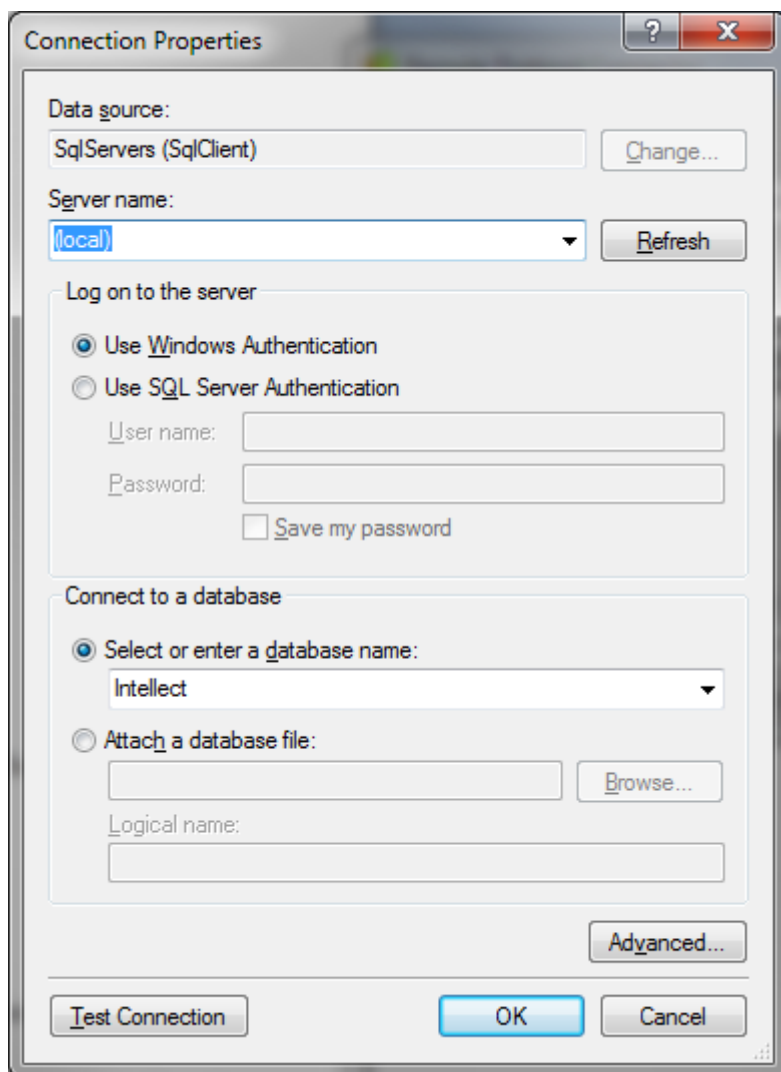 Connection Properties
?
X
Data source:
SqlServers (SqlClient)
Change...
Server name:
(local)
Refresh
Log on to the server
Use Windows Authentication
Use SQL Server Authentication
User name:
Password:
Save my password
Connect to a database
Select or enter a database name:
Intellect
Attach a database file:
Browse...
Logical name:
Advanced...
Test Connection
OK
Cancel